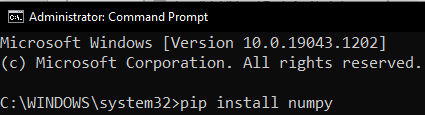 Administrator: Command Prompt
Microsoft Windows [Version 10.0.19043.1202]
(c) Microsoft Corporation. All rights reserved.
C:\WINDOWS\system32>pip install numpy